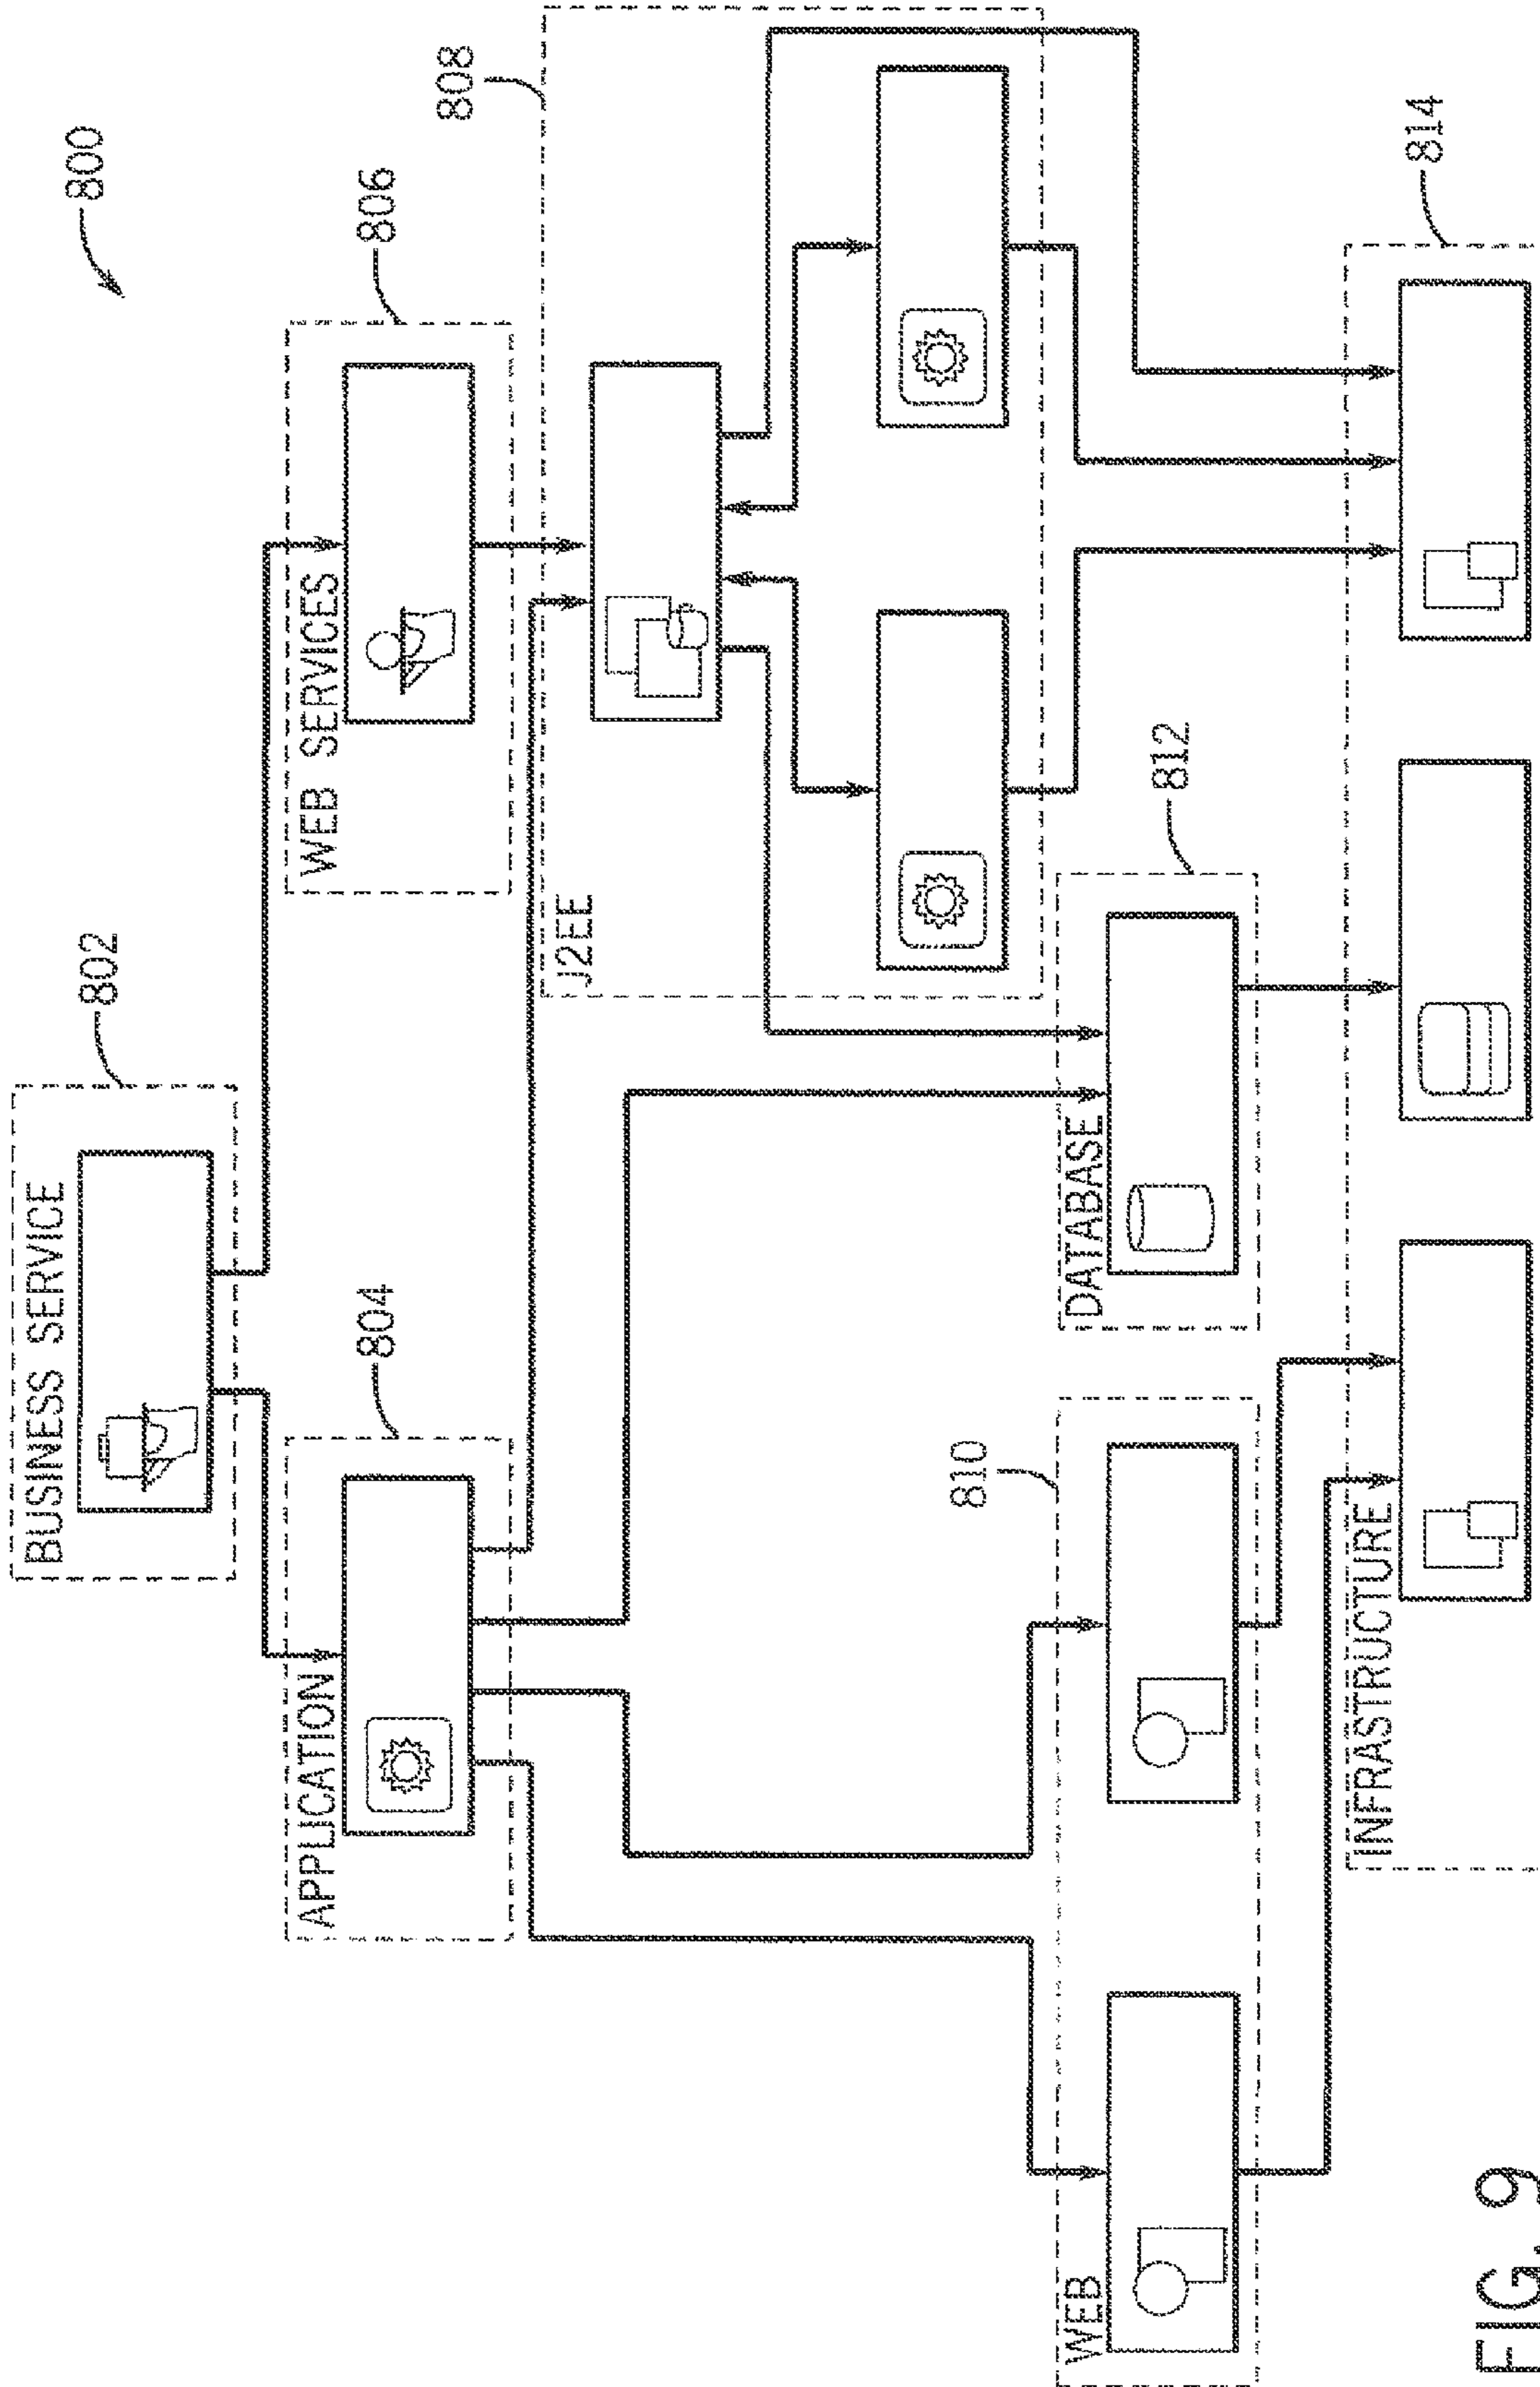 800
BUSINESS SERVICE
802
APPLICATION
804
WEB SERVICES
806
J2EE
808
WEB
810
DATABASE
812
INFRASTRUCTURE
814
FIG. 9